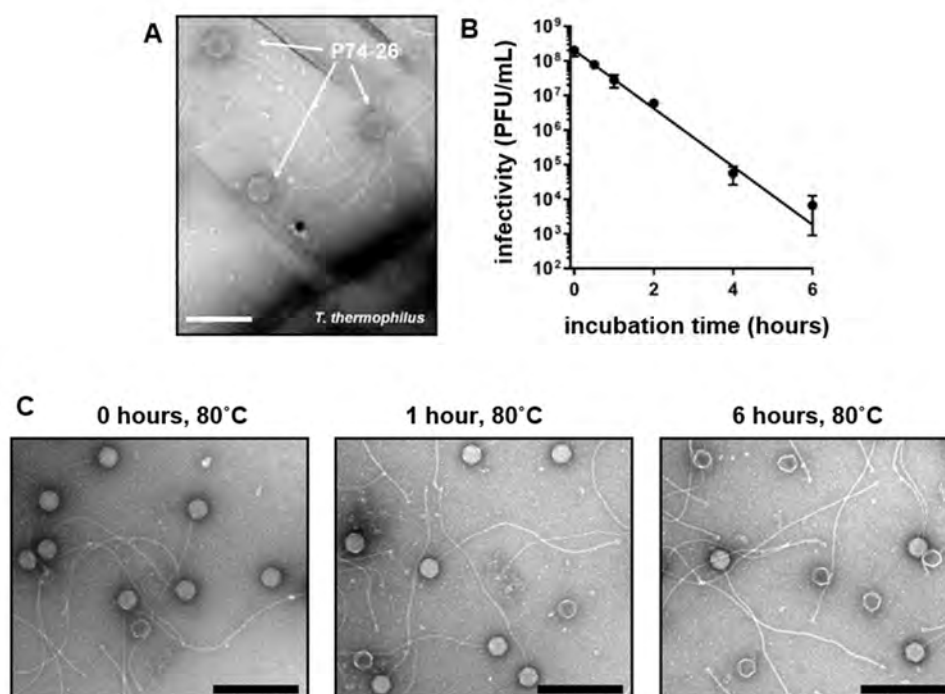 A
P74-26
T. thermophilus
B
infectivity (PFU/mL)
10⁹
10⁸
10⁷
10⁶
10⁵
10⁴
10³
10²
0 2 4 6
incubation time (hours)
C
0 hours, 80˚C
1 hour, 80˚C
6 hours, 80˚C